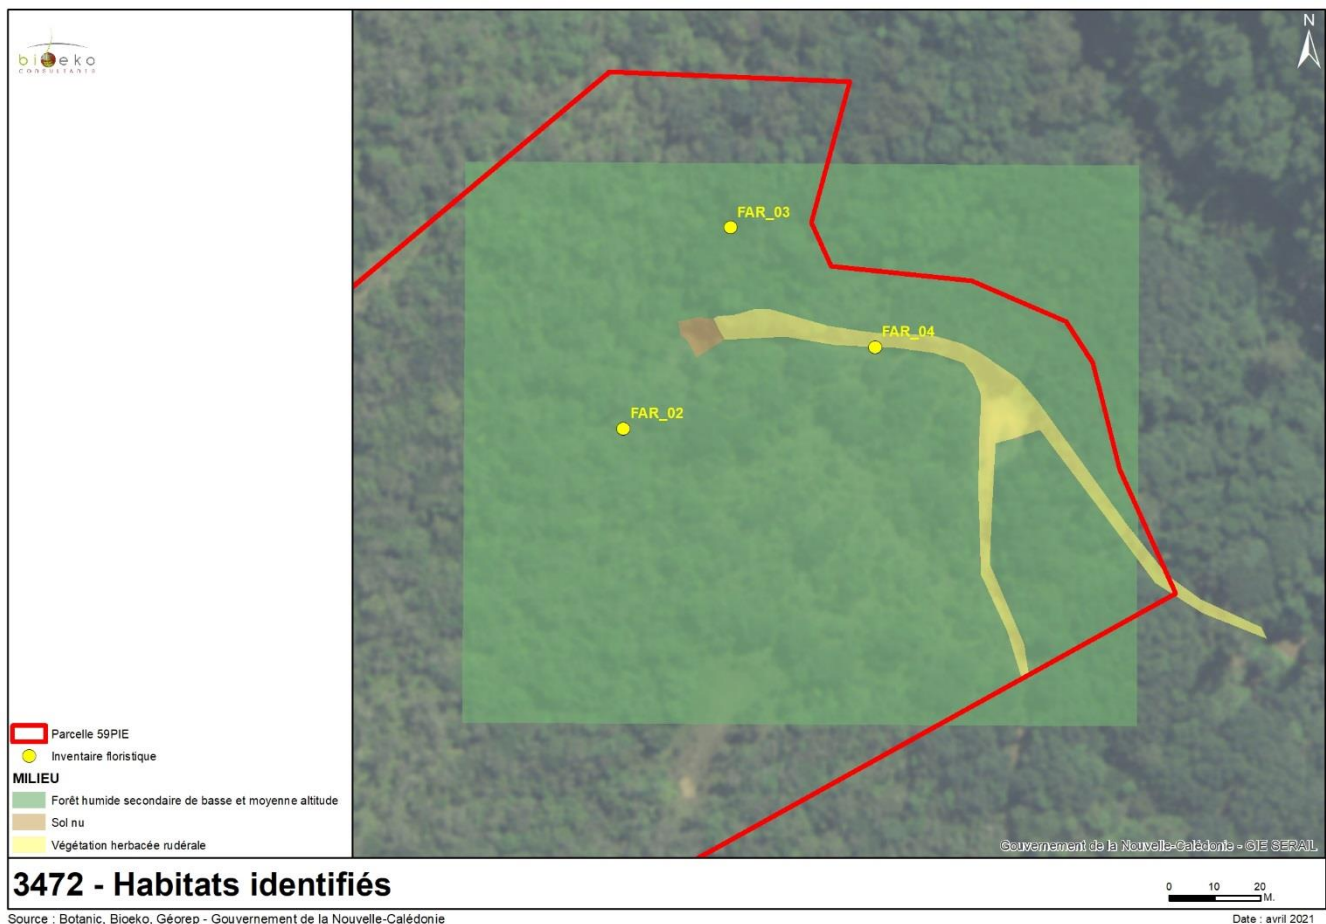 bioeko
CONSULTANTS
N
FAR_03
FAR_04
FAR_02
Parcelle 59PIE
Inventaire floristique
MILIEU
Forêt humide secondaire de basse et moyenne altitude
Sol nu
Végétation herbacée rudérale
Gouvernement de la Nouvelle-Calédonie - GIE SERAIL
3472 - Habitats identifiés
0 10 20
M.
Source : Botanic, Bioeko, Géorep - Gouvernement de la Nouvelle-Calédonie
Date : avril 2021